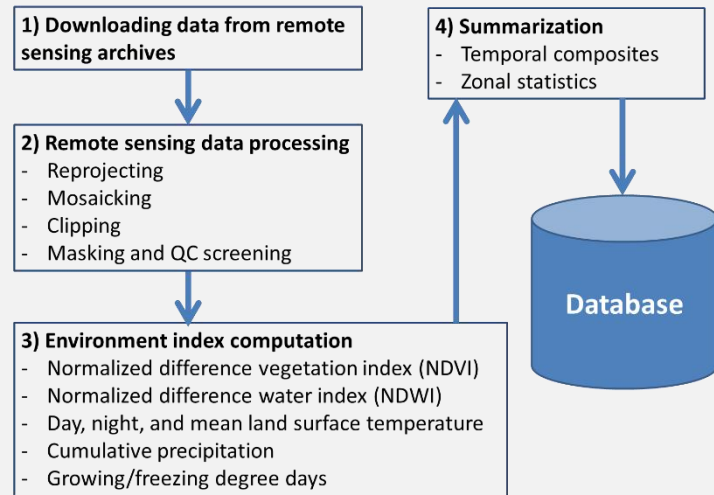 1) Downloading data from remote
sensing archives
2) Remote sensing data processing
- Reprojecting
- Mosaicking
- Clipping
- Masking and QC screening
3) Environment index computation
- Normalized difference vegetation index (NDVI)
- Normalized difference water index (NDWI)
- Day, night, and mean land surface temperature
- Cumulative precipitation
- Growing/freezing degree days
4) Summarization
- Temporal composites
- Zonal statistics
Database